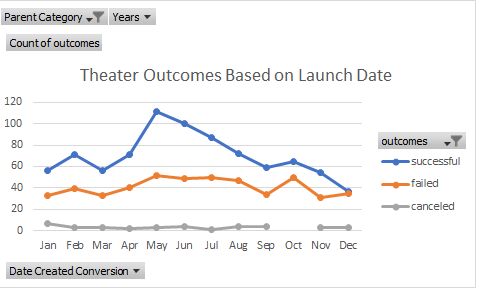 Parent Category Years
Count of outcomes
Theater Outcomes Based on Launch Date
120
100
80
60
40
20
0
Jan Feb Mar Apr May Jun Jul Aug Sep Oct Nov Dec
outcomes
successful
failed
canceled
Date Created Conversion